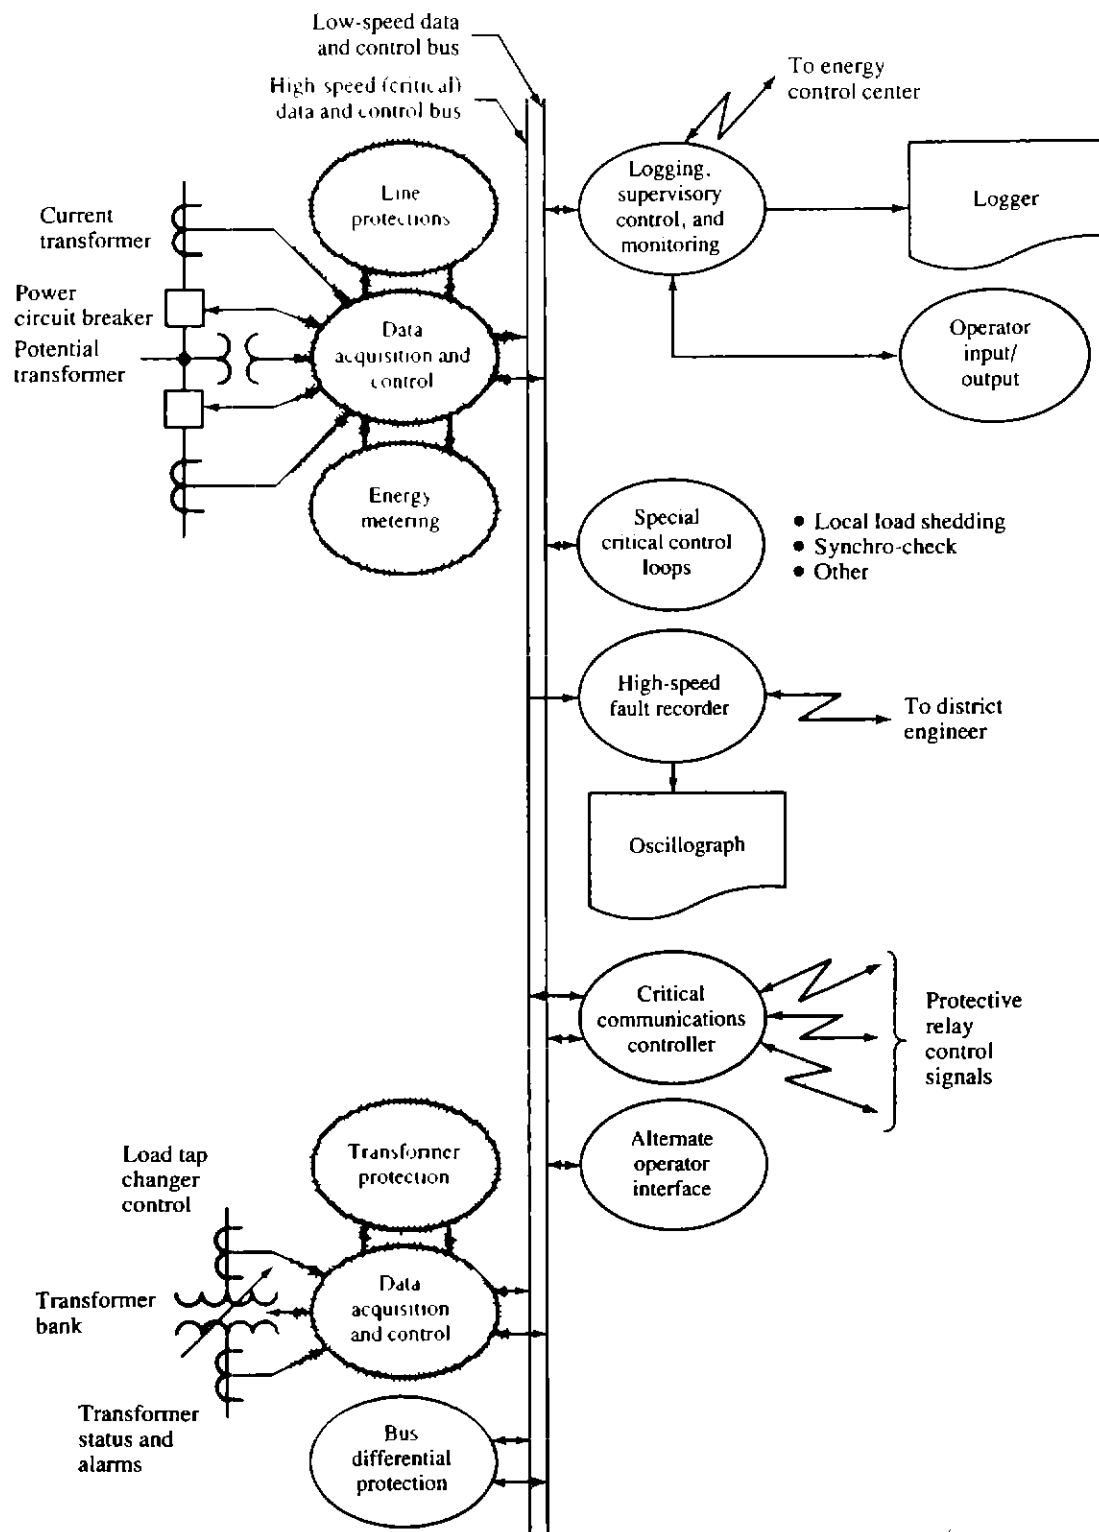 Low-speed data
and control bus
High speed (critical)
data and control bus
To energy
control center
Line
protections
Logging,
supervisory
control, and
monitoring
Logger
Current
transformer
Power
circuit breaker
Potential
transformer
Data
acquisition and
control
Operator
input/
output
Energy
metering
Special
critical control
loops
● Local load shedding
● Synchro-check
● Other
High-speed
fault recorder
To district
engineer
Oscillograph
Critical
communications
controller
Protective
relay
control
signals
Transformer
protection
Alternate
operator
interface
Load tap
changer
control
Transformer
bank
Data
acquisition
and control
Transformer
status and
alarms
Bus
differential
protection